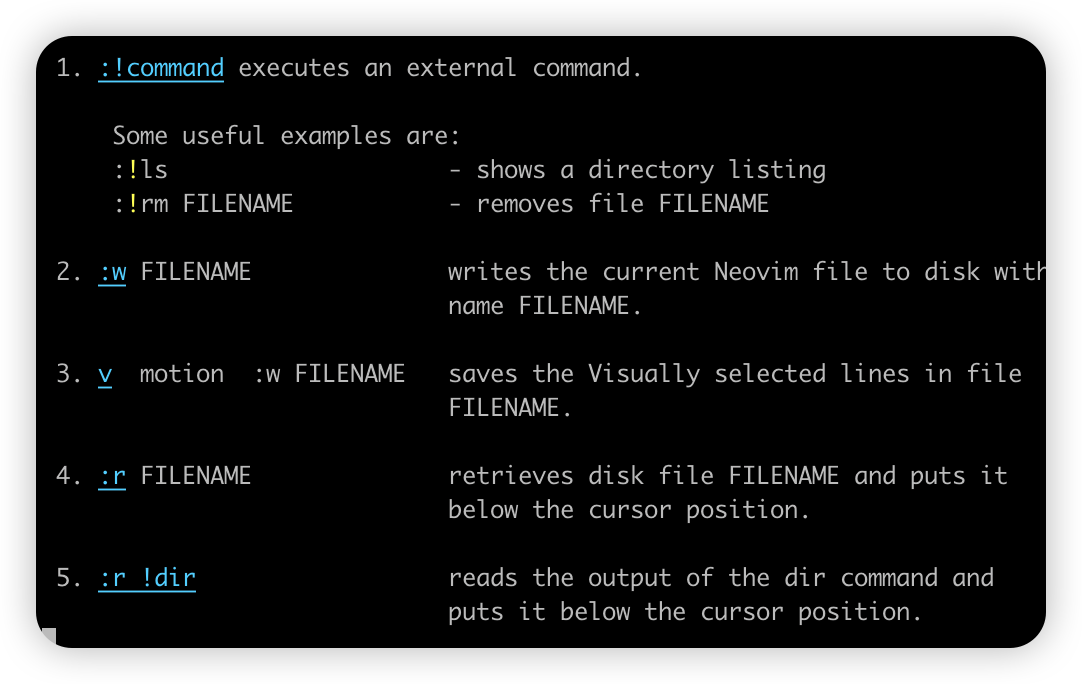 1. :!command executes an external command.
Some useful examples are:
:!ls - shows a directory listing
:!rm FILENAME - removes file FILENAME
2. :w FILENAME writes the current Neovim file to disk with
name FILENAME.
3. v motion :w FILENAME saves the Visually selected lines in file
FILENAME.
4. :r FILENAME retrieves disk file FILENAME and puts it
below the cursor position.
5. :r !dir reads the output of the dir command and
puts it below the cursor position.